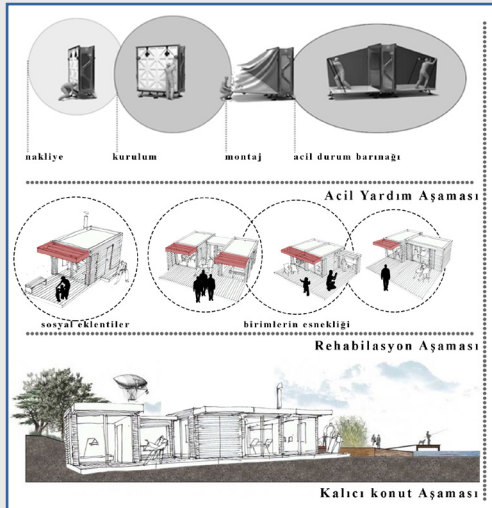 nakliye kurulum montaj acil durum barınağı
Acil Yardım Aşaması
sosyal eklentiler birimlerin esnekliği
Rehabilasyon Aşaması
Kalıcı konut Aşaması